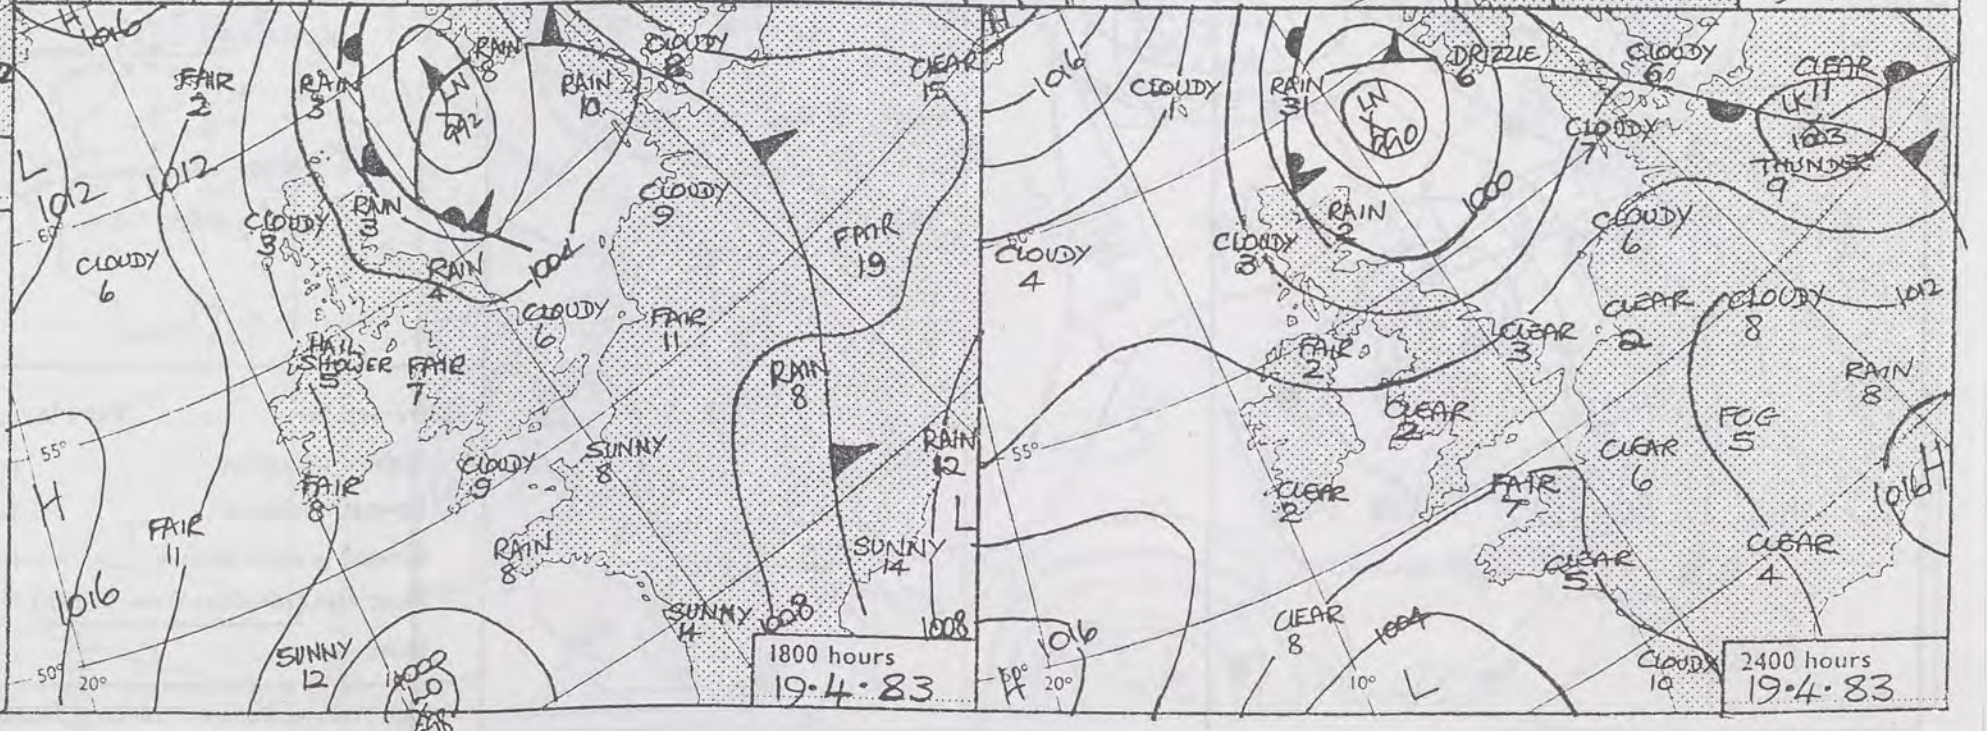 H
1016
FAIR
2
RAIN
3
RAIN
8
LN
992
RAIN
10
CLOUDY
8
CLEAR
15
L
1012
1012
60
CLOUDY
6
CLOUDY
3
RAIN
3
RAIN
4
1004
CLOUDY
9
FAIR
19
CLOUDY
6
FAIR
11
HAIL
SHOWER
5
FAIR
7
RAIN
8
55°
H
FAIR
8
CLOUDY
9
SUNNY
8
RAIN
12
L
FAIR
11
RAIN
8
SUNNY
14
1016
SUNNY
14
1008
1008
50°
20°
SUNNY
12
1000
LO
998
1800 hours
19.4.83
H
1016
CLOUDY
1
RAIN
3
LN
990
DRIZZLE
6
CLOUDY
6
CLEAR
11
LK
1003
THUNDER
9
CLOUDY
7
1000
RAIN
2
CLOUDY
3
CLOUDY
4
CLOUDY
6
CLEAR
2
CLOUDY
8
1012
FAIR
2
CLEAR
3
RAIN
8
CLEAR
2
FOG
5
55°
CLEAR
6
CLEAR
2
FAIR
7
1016
H
CLEAR
5
CLEAR
4
1016
CLEAR
8
1004
50°
H
20°
10°
L
CLOUDY
10
2400 hours
19.4.83